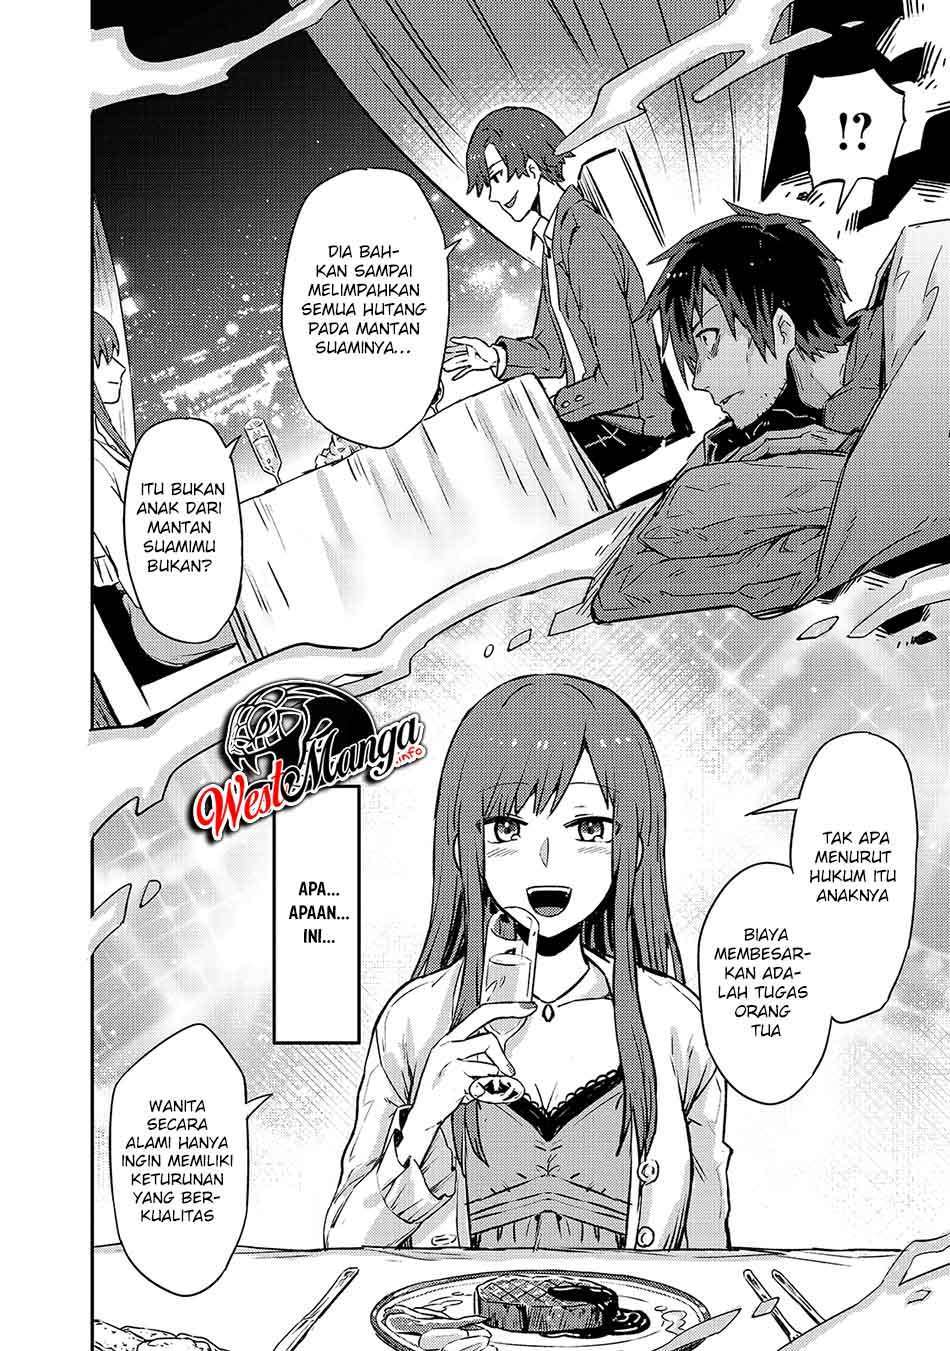 !?
DIA BAH-
KAN SAMPAI
MELIMPAHKAN
SEMUA HUTANG
PADA MANTAN
SUAMINYA...
ITU BUKAN
ANAK DARI
MANTAN
SUAMIMU
BUKAN?
TAK APA
MENURUT
HUKUM ITU
ANAKNYA
BIAYA
MEMBESAR-
KAN ADA-
LAH TUGAS
ORANG
TUA
APA...
APAAN...
INI...
WANITA
SECARA
ALAMI HANYA
INGIN MEMILIKI
KETURUNAN
YANG BER-
KUALITAS
WestManga.info